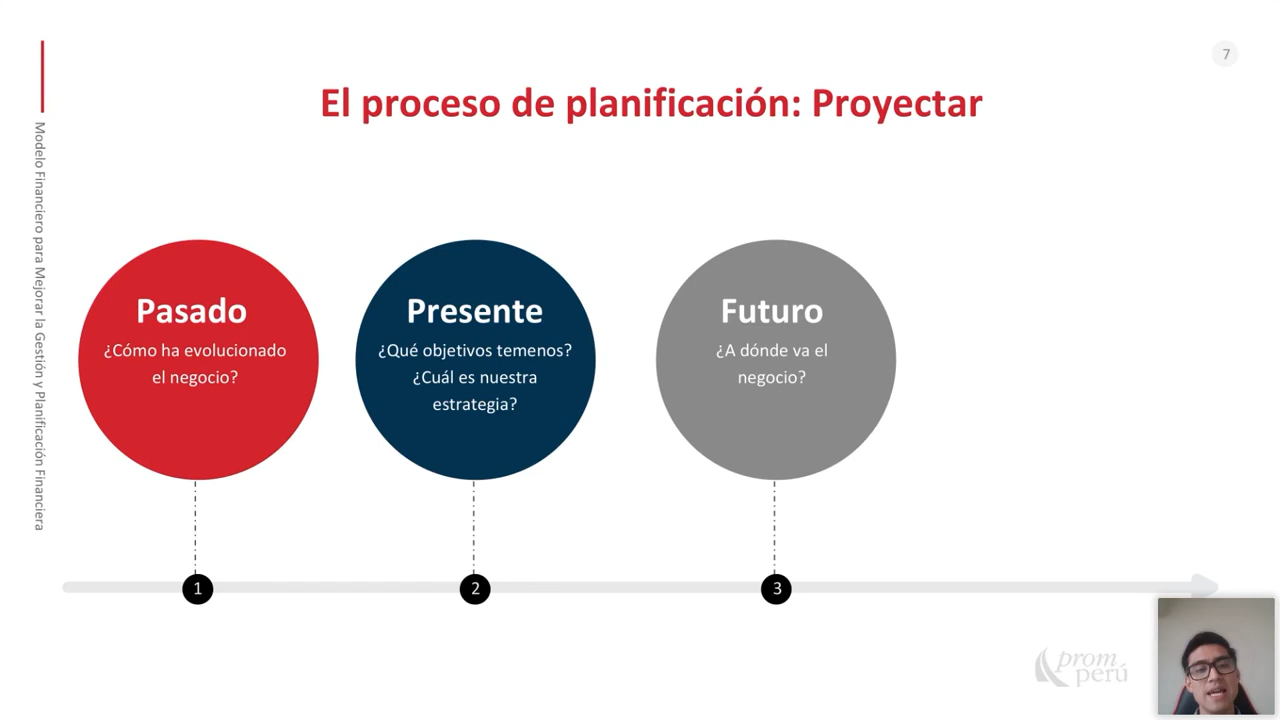 7
El proceso de planificación: Proyectar
Modelo Financiero para Mejorar la Gestión y Planificación Financiera
Pasado
¿Cómo ha evolucionado
el negocio?
Presente
¿Qué objetivos temenos?
¿Cuál es nuestra
estrategia?
Futuro
¿A dónde va el
negocio?
1
2
3
prom
perú